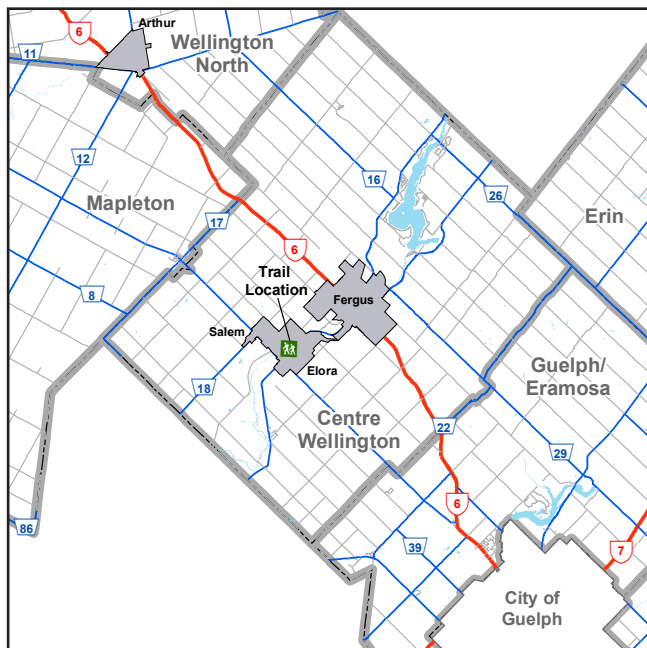 Arthur
6
Wellington
North
11
12
16
26
Mapleton
17
Erin
6
Trail
Location
8
Fergus
Salem
Elora
Guelph/
Eramosa
18
Centre
Wellington
22
29
6
86
39
7
City of
Guelph